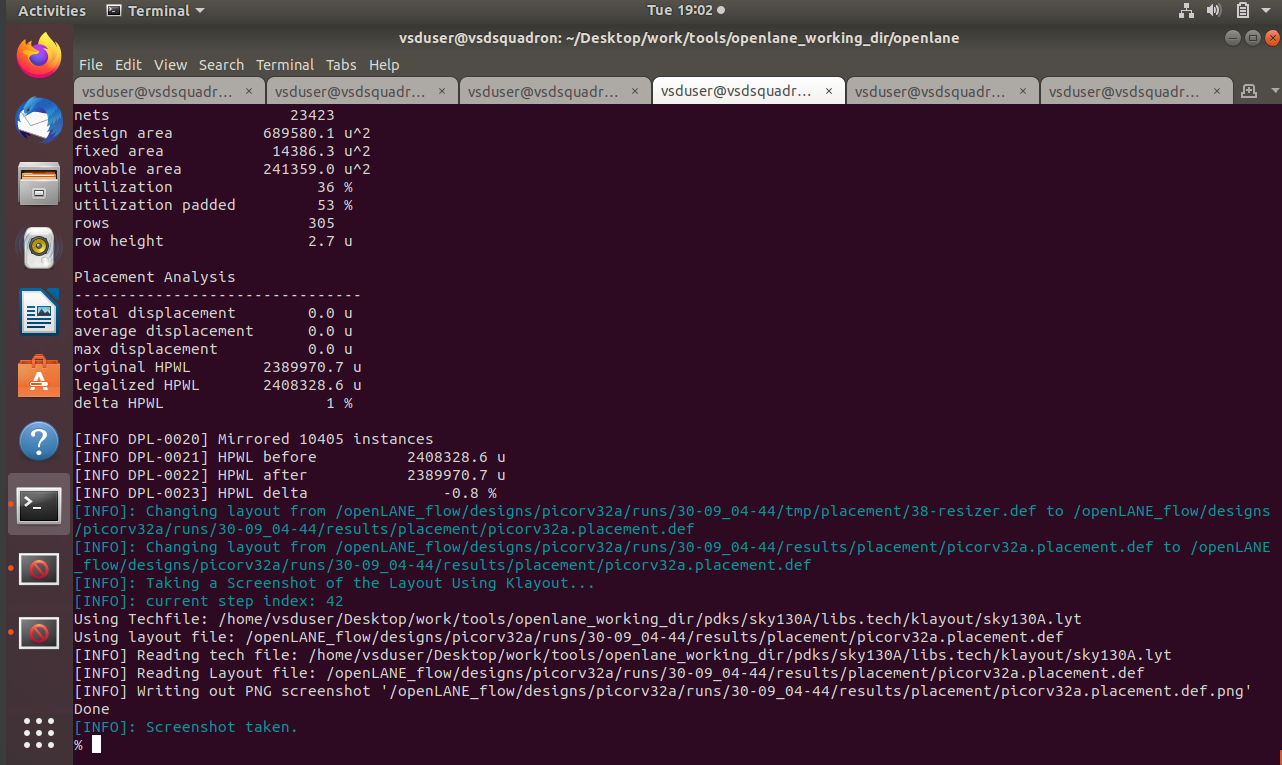 Activities Terminal Tue 19:02
vsduser@vsdsquadron: ~/Desktop/work/tools/openlane_working_dir/openlane
File Edit View Search Terminal Tabs Help
vsduser@vsdsquadr... × vsduser@vsdsquadr... × vsduser@vsdsquadr... × vsduser@vsdsquadr... × vsduser@vsdsquadr... × vsduser@vsdsquadr... ×
nets 23423
design area 689580.1 u^2
fixed area 14386.3 u^2
movable area 241359.0 u^2
utilization 36 %
utilization padded 53 %
rows 305
row height 2.7 u
Placement Analysis
--------------------------------
total displacement 0.0 u
average displacement 0.0 u
max displacement 0.0 u
original HPWL 2389970.7 u
legalized HPWL 2408328.6 u
delta HPWL 1 %
[INFO DPL-0020] Mirrored 10405 instances
[INFO DPL-0021] HPWL before 2408328.6 u
[INFO DPL-0022] HPWL after 2389970.7 u
[INFO DPL-0023] HPWL delta -0.8 %
[INFO]: Changing layout from /openLANE_flow/designs/picorv32a/runs/30-09_04-44/tmp/placement/38-resizer.def to /openLANE_flow/designs
/picorv32a/runs/30-09_04-44/results/placement/picorv32a.placement.def
[INFO]: Changing layout from /openLANE_flow/designs/picorv32a/runs/30-09_04-44/results/placement/picorv32a.placement.def to /openLANE
_flow/designs/picorv32a/runs/30-09_04-44/results/placement/picorv32a.placement.def
[INFO]: Taking a Screenshot of the Layout Using Klayout...
[INFO]: current step index: 42
Using Techfile: /home/vsduser/Desktop/work/tools/openlane_working_dir/pdks/sky130A/libs.tech/klayout/sky130A.lyt
Using layout file: /openLANE_flow/designs/picorv32a/runs/30-09_04-44/results/placement/picorv32a.placement.def
[INFO] Reading tech file: /home/vsduser/Desktop/work/tools/openlane_working_dir/pdks/sky130A/libs.tech/klayout/sky130A.lyt
[INFO] Reading Layout file: /openLANE_flow/designs/picorv32a/runs/30-09_04-44/results/placement/picorv32a.placement.def
[INFO] Writing out PNG screenshot '/openLANE_flow/designs/picorv32a/runs/30-09_04-44/results/placement/picorv32a.placement.def.png'
Done
[INFO]: Screenshot taken.
%